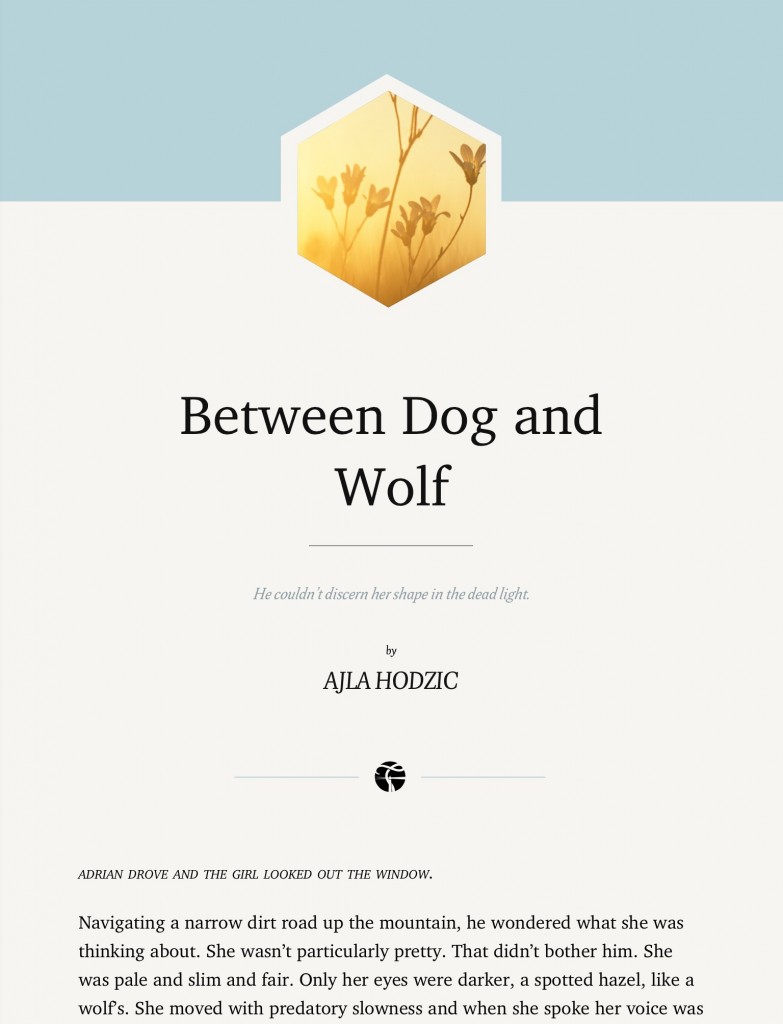 Between Dog and
Wolf
He couldn’t discern her shape in the dead light.
by
AJLA HODZIC
ADRIAN DROVE AND THE GIRL LOOKED OUT THE WINDOW.
Navigating a narrow dirt road up the mountain, he wondered what she was
thinking about. She wasn’t particularly pretty. That didn’t bother him. She
was pale and slim and fair. Only her eyes were darker, a spotted hazel, like a
wolf’s. She moved with predatory slowness and when she spoke her voice was